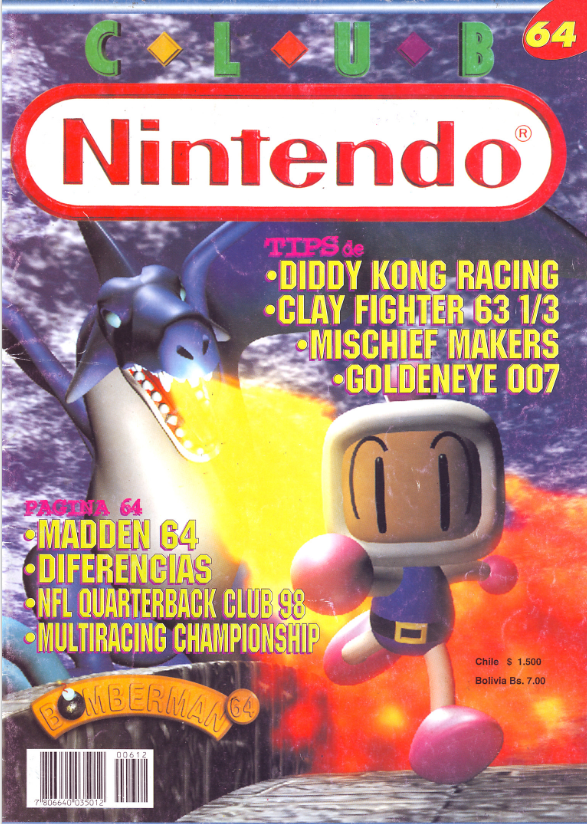 CLUB
64
Nintendo®
TIPS de
•DIDDY KONG RACING
•CLAY FIGHTER 63 1/3
•MISCHIEF MAKERS
•GOLDENEYE 007
PAGINA 64
•MADDEN 64
•DIFERENCIAS
•NFL QUARTERBACK CLUB 98
•MULTIRACING CHAMPIONSHIP
Chile $ 1.500
Bolivia Bs. 7.00
BOMBERMAN 64
00612
7 806640 035012